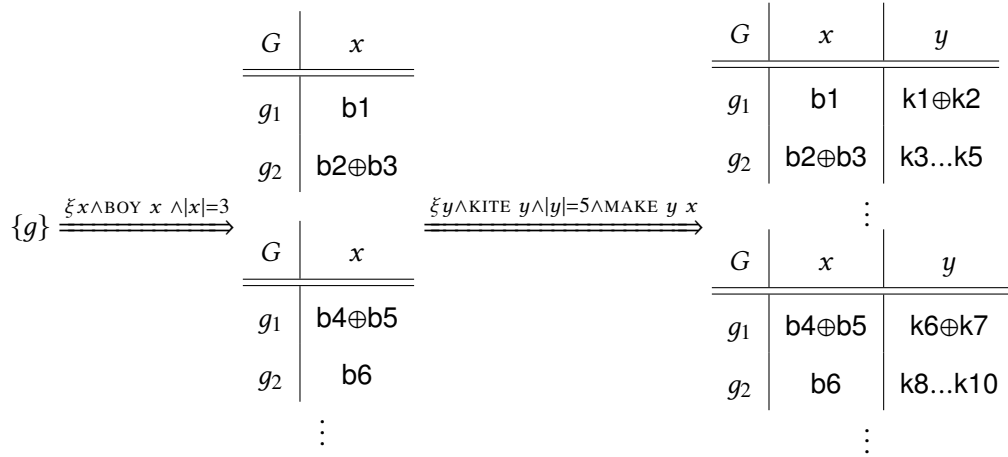 G x
g₁ b1
g₂ b2⊕b3
{g} ξx∧BOY x ∧|x|=3
G x
g₁ b4⊕b5
g₂ b6
⋮
ξy∧KITE y∧|y|=5∧MAKE y x
G x y
g₁ b1 k1⊕k2
g₂ b2⊕b3 k3...k5
⋮
G x y
g₁ b4⊕b5 k6⊕k7
g₂ b6 k8...k10
⋮